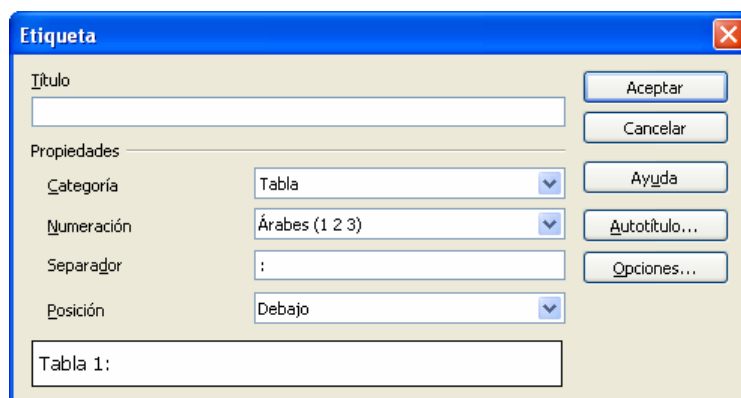 Etiqueta
Título
Aceptar
Cancelar
Propiedades
Categoría Tabla
Ayuda
Numeración Árabes (1 2 3)
Autotítulo...
Separador :
Opciones...
Posición Debajo
Tabla 1: